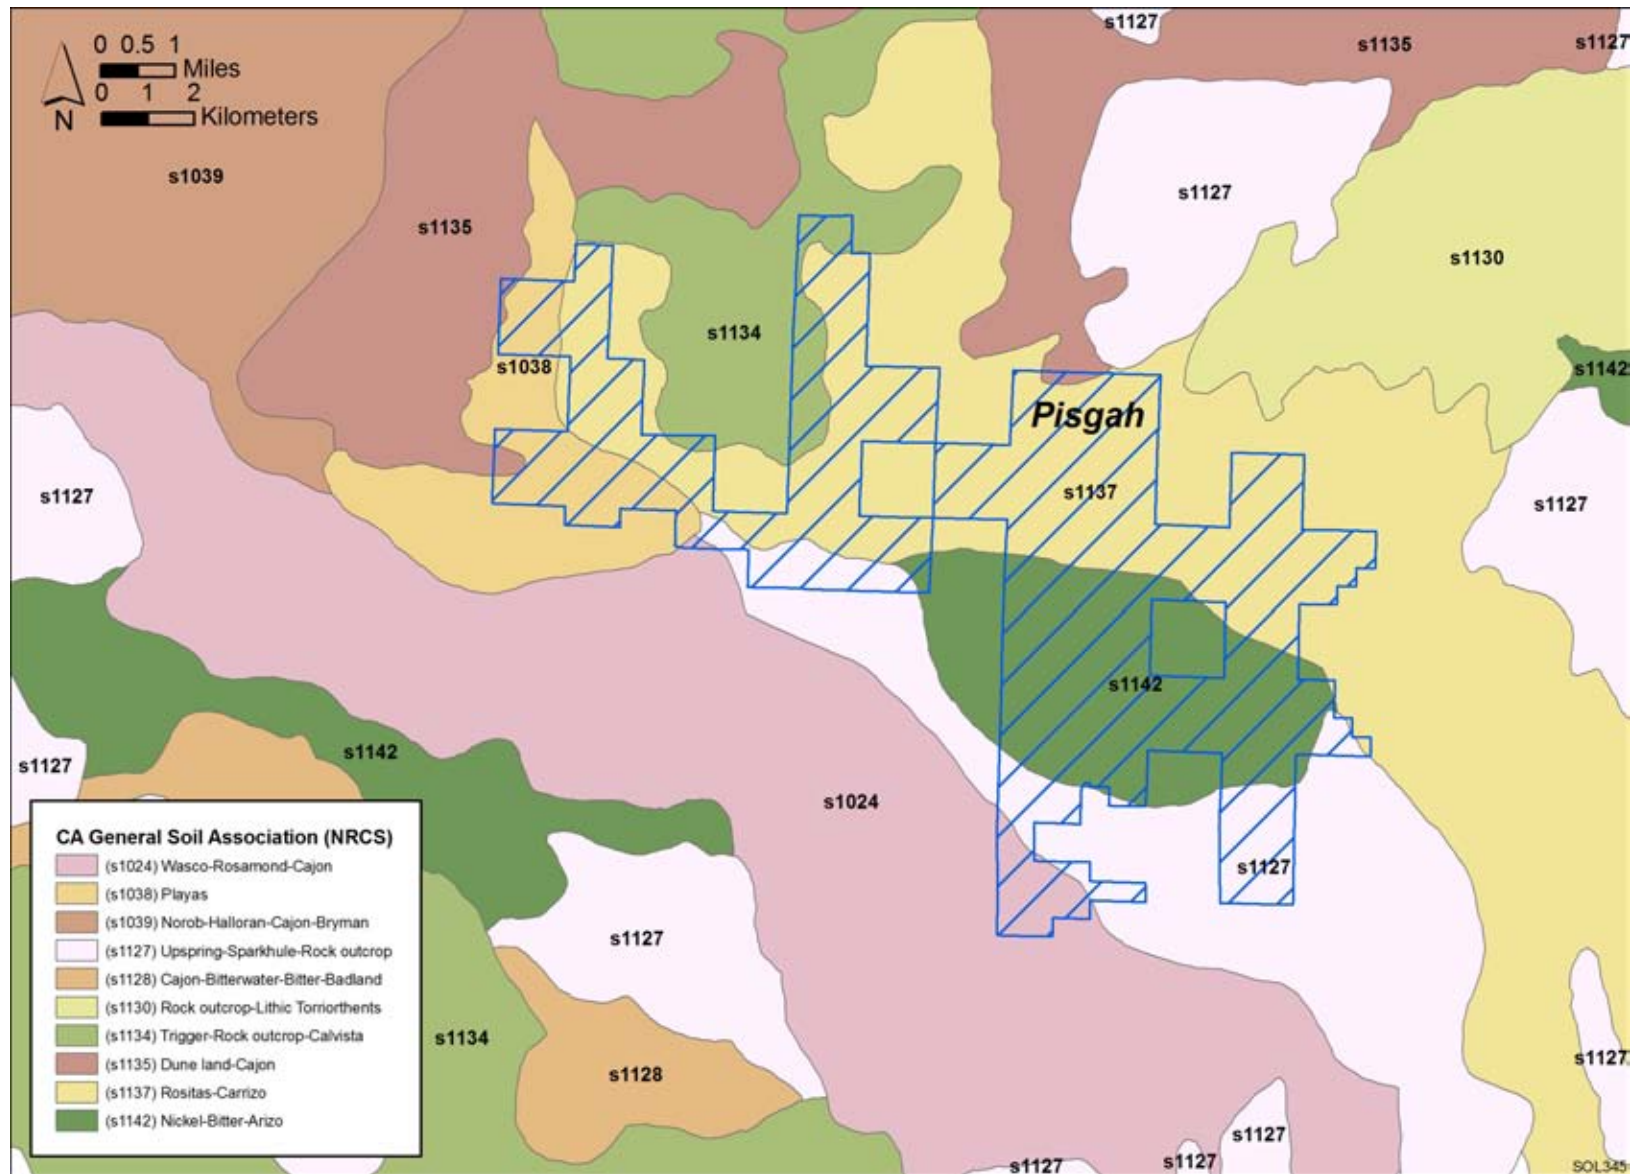 0 0.5 1
Miles
0 1 2
Kilometers
N
s1127
s1135
s1127
s1039
s1127
s1135
s1130
s1134
s1038
s1142
Pisgah
s1137
s1127
s1127
s1142
s1142
s1127
s1024
s1127
s1127
s1134
s1128
s1127
s1127
s1127
s1127
CA General Soil Association (NRCS)
(s1024) Wasco-Rosamond-Cajon
(s1038) Playas
(s1039) Norob-Halloran-Cajon-Bryman
(s1127) Upspring-Sparkhule-Rock outcrop
(s1128) Cajon-Bitterwater-Bitter-Badland
(s1130) Rock outcrop-Lithic Torriorthents
(s1134) Trigger-Rock outcrop-Calvista
(s1135) Dune land-Cajon
(s1137) Rositas-Carrizo
(s1142) Nickel-Bitter-Arizo
SOL345